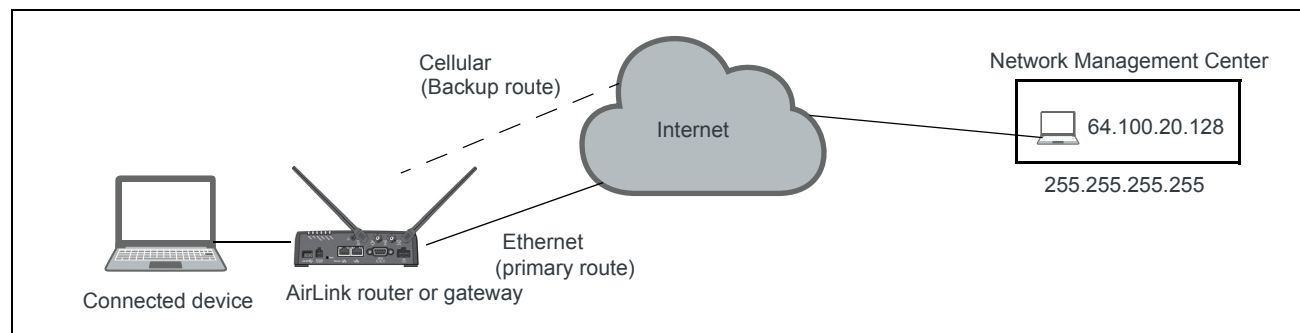 Cellular
(Backup route)
Internet
Network Management Center
64.100.20.128
255.255.255.255
Ethernet
(primary route)
Connected device
AirLink router or gateway